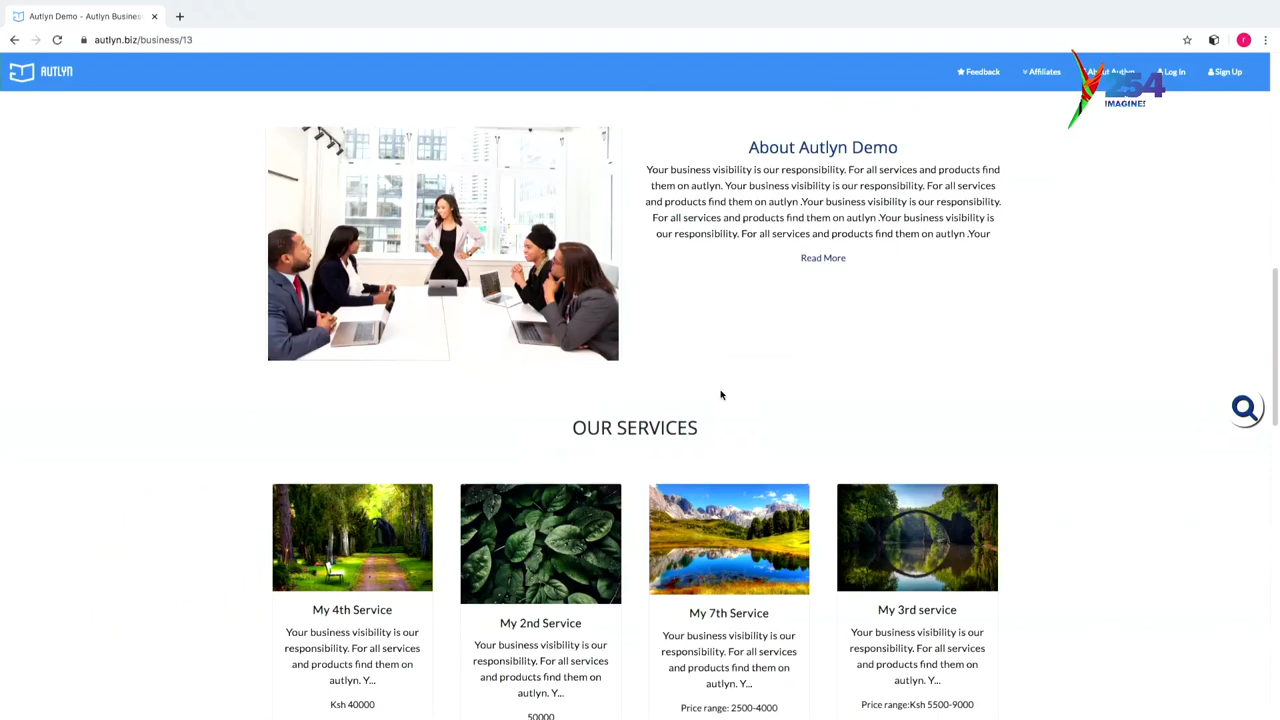 Autlyn Demo - Autlyn Busines
autlyn.biz/business/13
r
AUTLYN
Feedback
Affiliates
About Autlyn
Log In
Sign Up
254
IMAGINES
About Autlyn Demo
Your business visibility is our responsibility. For all services and products find
them on autlyn. Your business visibility is our responsibility. For all services
and products find them on autlyn .Your business visibility is our responsibility.
For all services and products find them on autlyn .Your business visibility is
our responsibility. For all services and products find them on autlyn .Your
Read More
OUR SERVICES
My 4th Service
Your business visibility is our
responsibility. For all services
and products find them on
autlyn. Y...
Ksh 40000
My 2nd Service
Your business visibility is our
responsibility. For all services
and products find them on
autlyn. Y...
50000
My 7th Service
Your business visibility is our
responsibility. For all services
and products find them on
autlyn. Y...
Price range: 2500-4000
My 3rd service
Your business visibility is our
responsibility. For all services
and products find them on
autlyn. Y...
Price range:Ksh 5500-9000